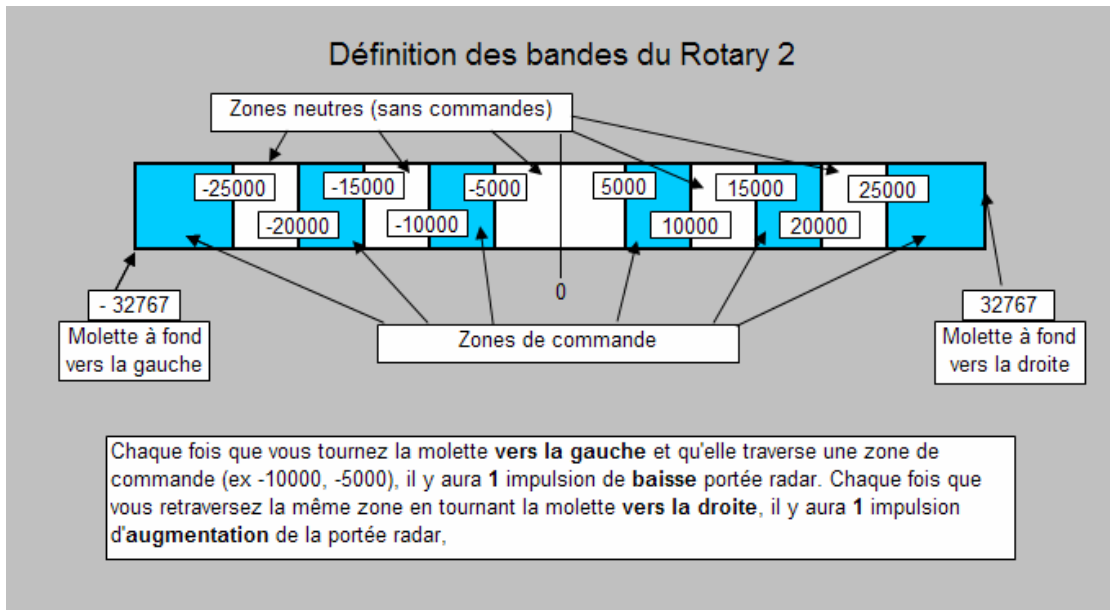 Définition des bandes du Rotary 2
Zones neutres (sans commandes)
-25000
-15000
-5000
5000
15000
25000
-20000
-10000
10000
20000
0
- 32767
Molette à fond
vers la gauche
Zones de commande
32767
Molette à fond
vers la droite
Chaque fois que vous tournez la molette vers la gauche et qu'elle traverse une zone de
commande (ex -10000, -5000), il y aura 1 impulsion de baisse portée radar. Chaque fois que
vous retraversez la même zone en tournant la molette vers la droite, il y aura 1 impulsion
d'augmentation de la portée radar,